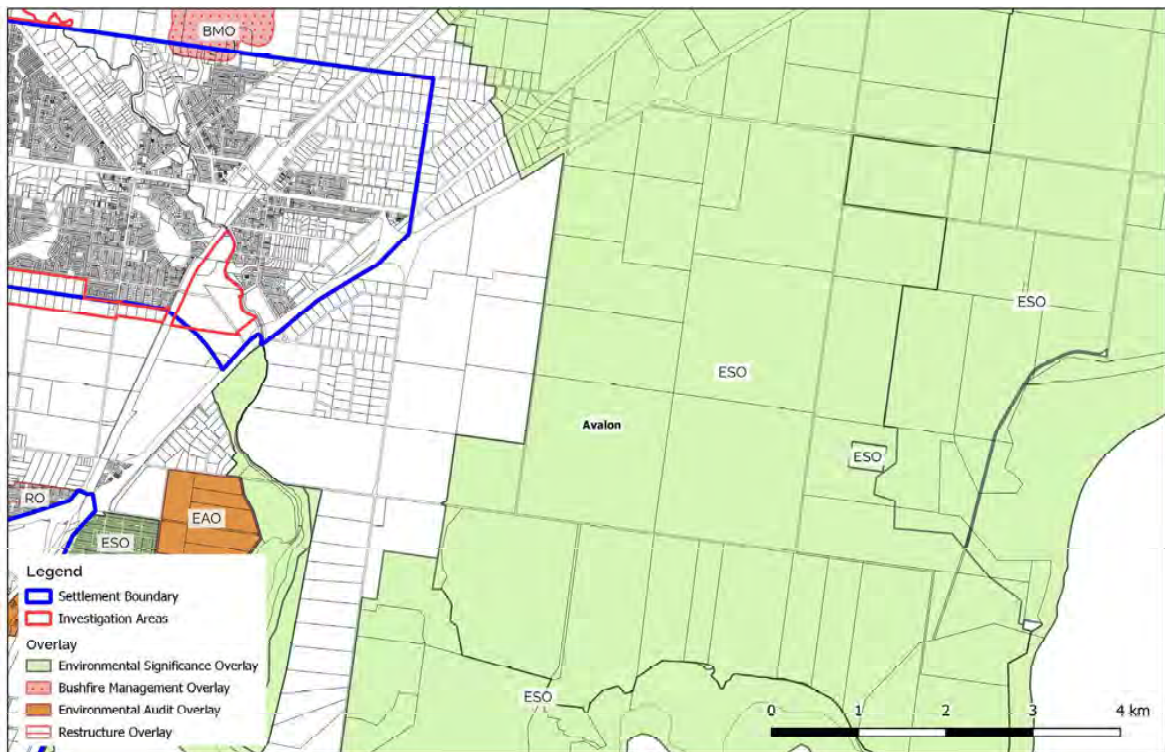 BMO
ESO
ESO
Avalon
ESO
RO
EAO
ESO
ESO
Legend
Settlement Boundary
Investigation Areas
Overlay
Environmental Significance Overlay
Bushfire Management Overlay
Environmental Audit Overlay
Restructure Overlay
0 1 2 3 4 km